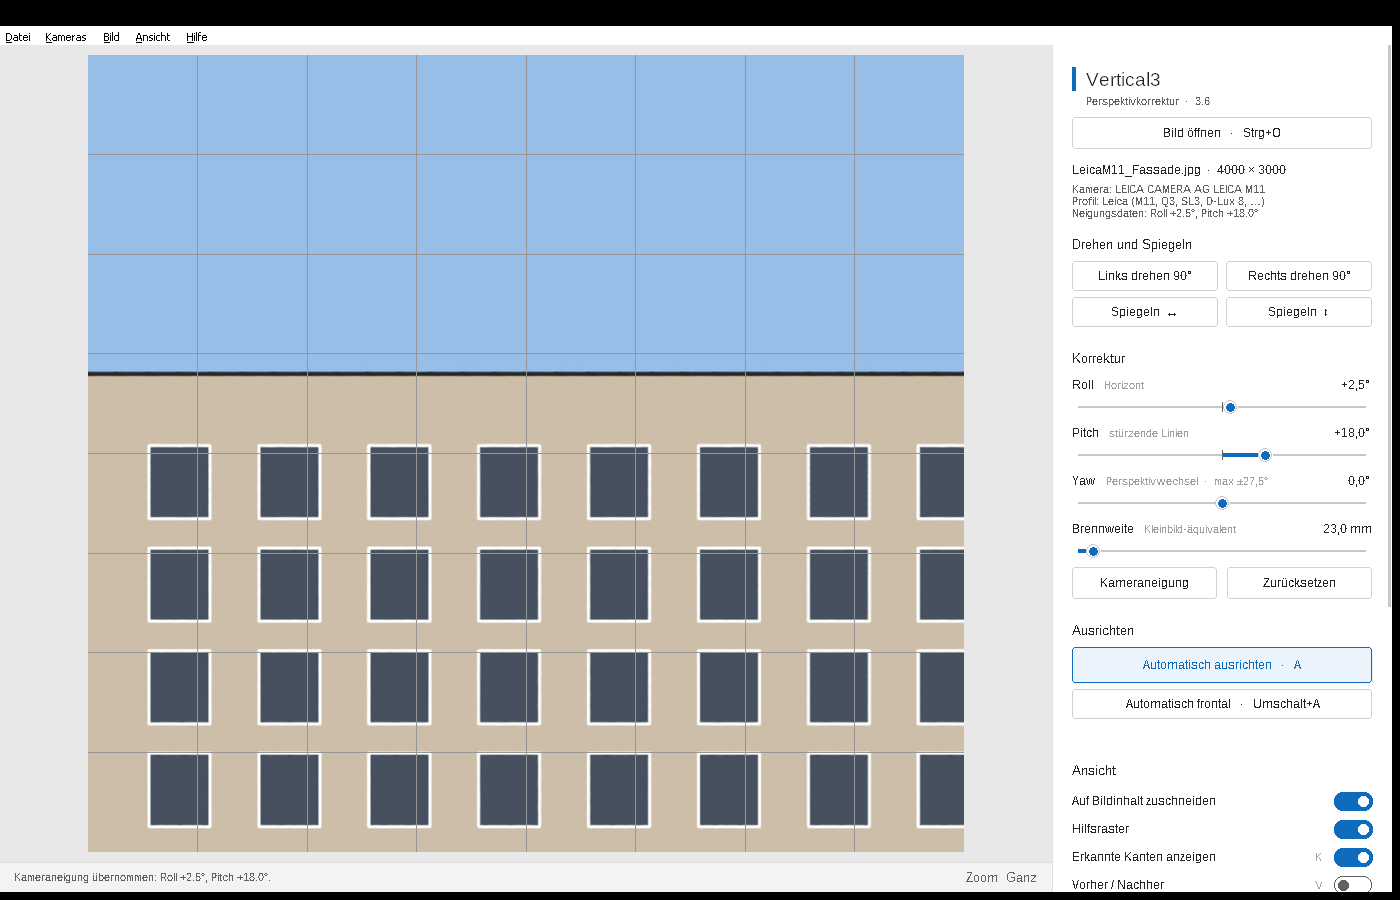 Datei Kameras Bild Ansicht Hilfe
Vertical3
Perspektivkorrektur · 3.6
Bild öffnen · Strg+O
LeicaM11_Fassade.jpg · 4000 × 3000
Kamera: LEICA CAMERA AG LEICA M11
Profil: Leica (M11, Q3, SL3, D-Lux 8, ...)
Neigungsdaten: Roll +2.5°, Pitch +18.0°
Drehen und Spiegeln
Links drehen 90° Rechts drehen 90°
Spiegeln ↔ Spiegeln ↕
Korrektur
Roll Horizont +2,5°
Pitch stürzende Linien +18,0°
Yaw Perspektivwechsel · max ±27,5° 0,0°
Brennweite Kleinbild-äquivalent 23,0 mm
Kameraneigung Zurücksetzen
Ausrichten
Automatisch ausrichten · A
Automatisch frontal · Umschalt+A
Ansicht
Auf Bildinhalt zuschneiden
Hilfsraster
Erkannte Kanten anzeigen K
Vorher / Nachher V
Kameraneigung übernommen: Roll +2.5°, Pitch +18.0°. Zoom Ganz